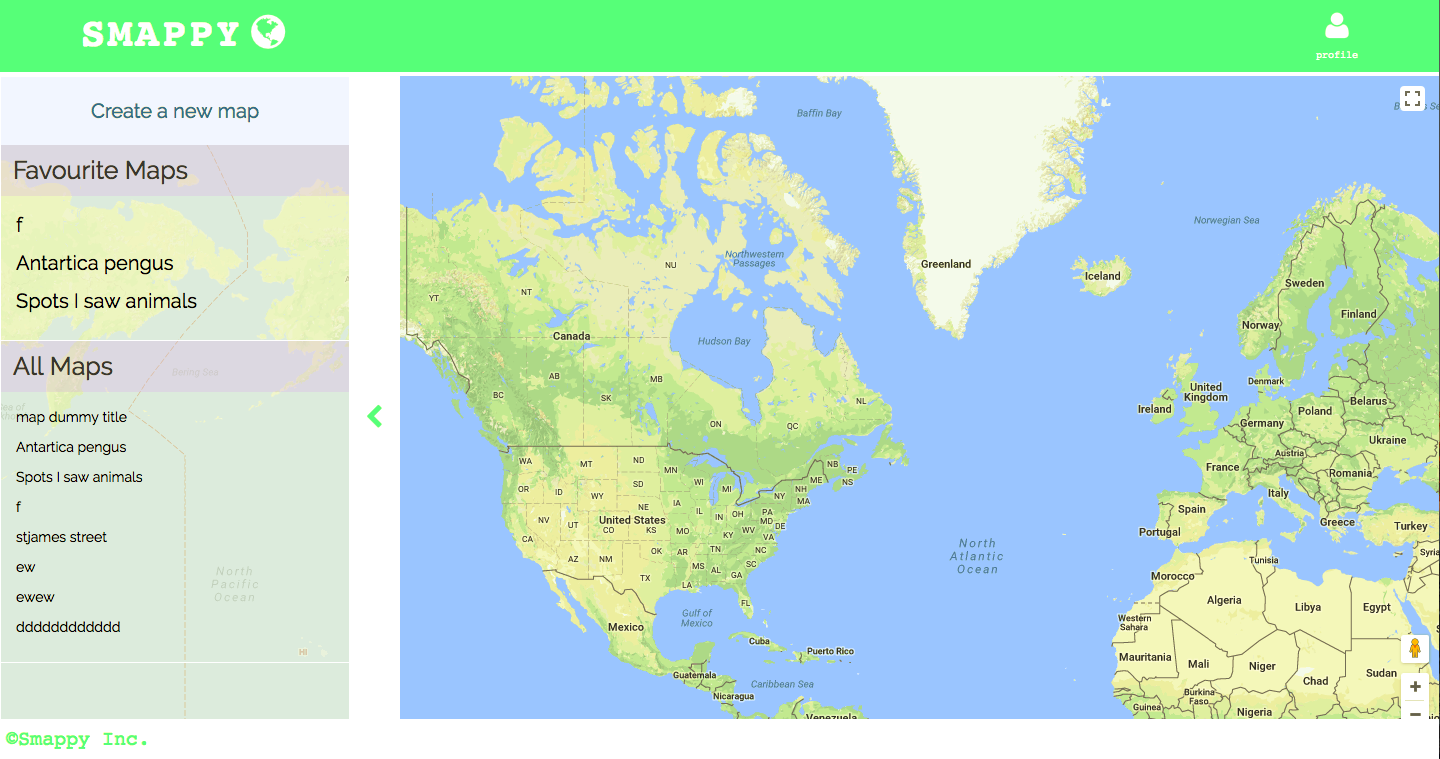 SMAPPY
profile
Create a new map
Favourite Maps
f
Antartica pengus
Spots I saw animals
All Maps
map dummy title
Antartica pengus
Spots I saw animals
f
stjames street
ew
ewew
dddddddddddd
Bering Sea
North
Pacific
Ocean
HI
Baffin Bay
Norwegian Sea
Northwestern
Passages
NU
Greenland
Iceland
Sweden
YT
NT
Finland
Norway
Canada
Hudson Bay
AB
MB
BC
SK
NL
Denmark
United
Kingdom
Ireland
Belarus
Poland
ON
QC
Germany
Ukraine
Austria
France
Romania
WA
MT
ND
MN
NB
PE
NS
ME
OR
ID
WY
SD
WI
MI
NH
NY
MA
Italy
NE
IA
IL
IN
OH
PA
MD
DE
Spain
Greece
Turkey
Portugal
NV
UT
United States
CO
KS
MO
KY
WV
VA
CA
AZ
NM
OK
AR
TN
NC
SC
MS
AL
GA
LA
TX
FL
North
Atlantic
Ocean
Tunisia
Syria
Morocco
Algeria
Libya
Egypt
Gulf of
Mexico
Mexico
Western
Sahara
Cuba
Puerto Rico
Mauritania
Mali
Niger
Chad
Sudan
Guatemala
Caribbean Sea
Nicaragua
Burkina
Faso
Guinea
Nigeria
Venezuela
©Smappy Inc.